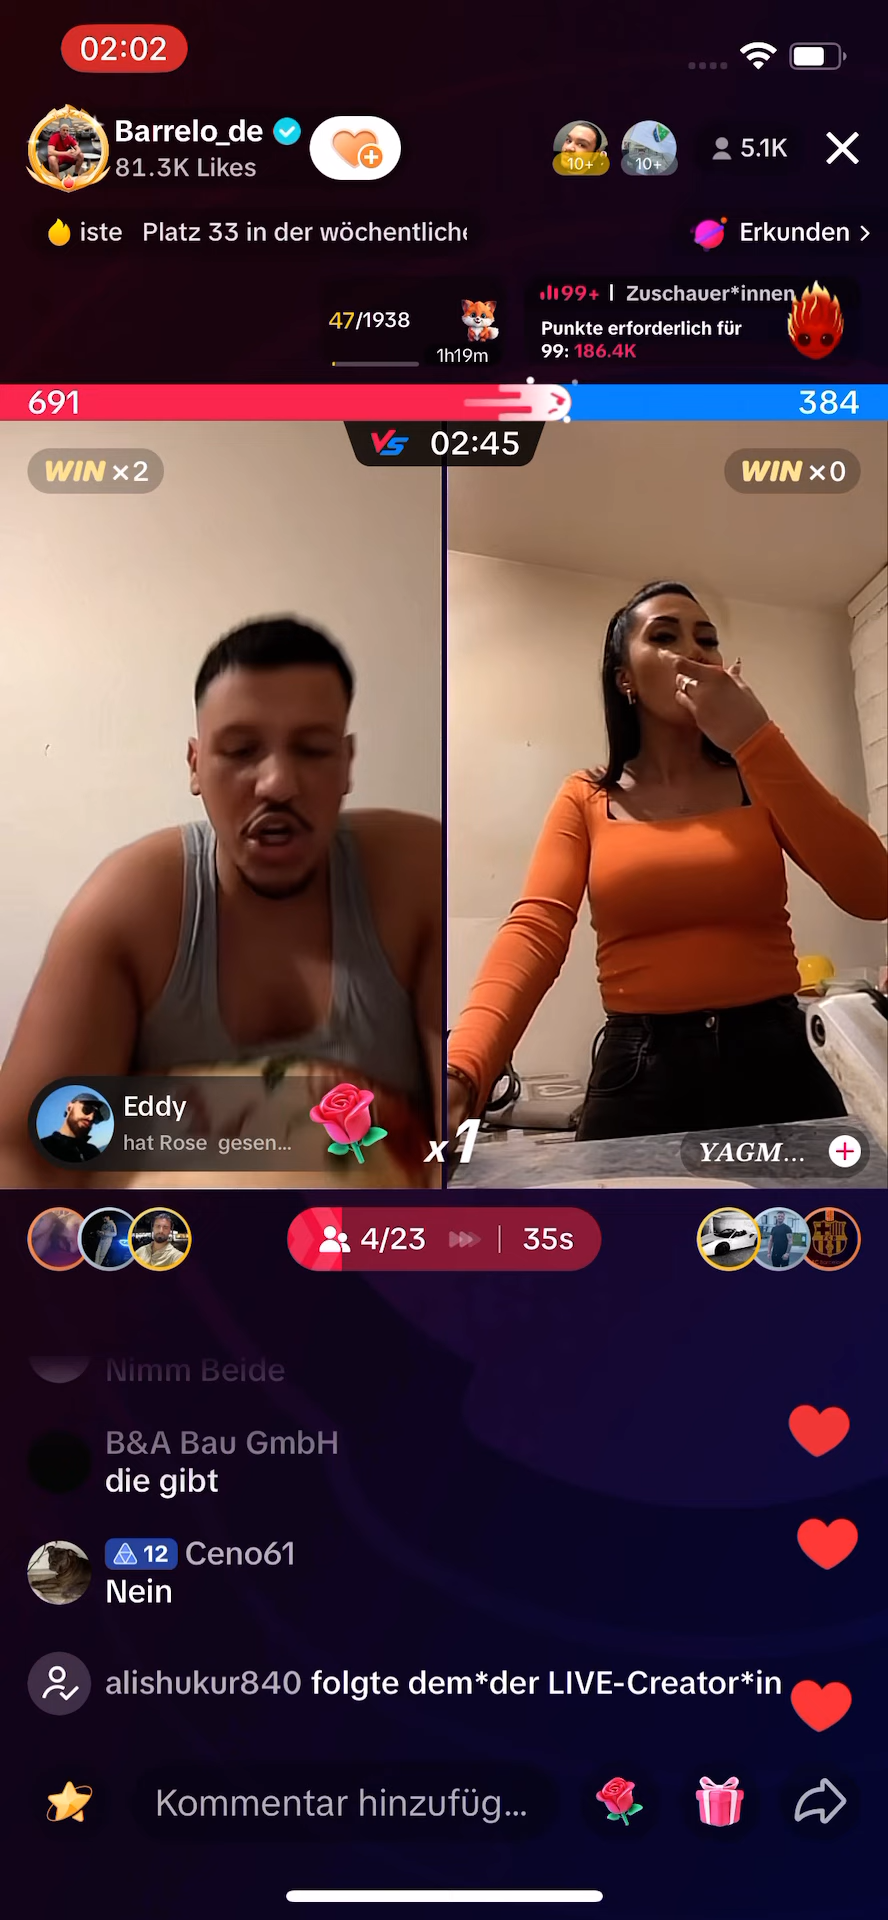 02:02
Barrelo_de
81.3K Likes
10+
10+
5.1K
iste Platz 33 in der wöchentliche
Erkunden >
47/1938
1h19m
99+ | Zuschauer*innen
Punkte erforderlich für
99: 186.4K
691
384
VS 02:45
WIN x2
WIN x0
Eddy
hat Rose gesen...
x1
YAGM...
4/23
35s
Nimm Beide
B&A Bau GmbH
die gibt
12 Ceno61
Nein
alishukur840 folgte dem*der LIVE-Creator*in
Kommentar hinzufüg...